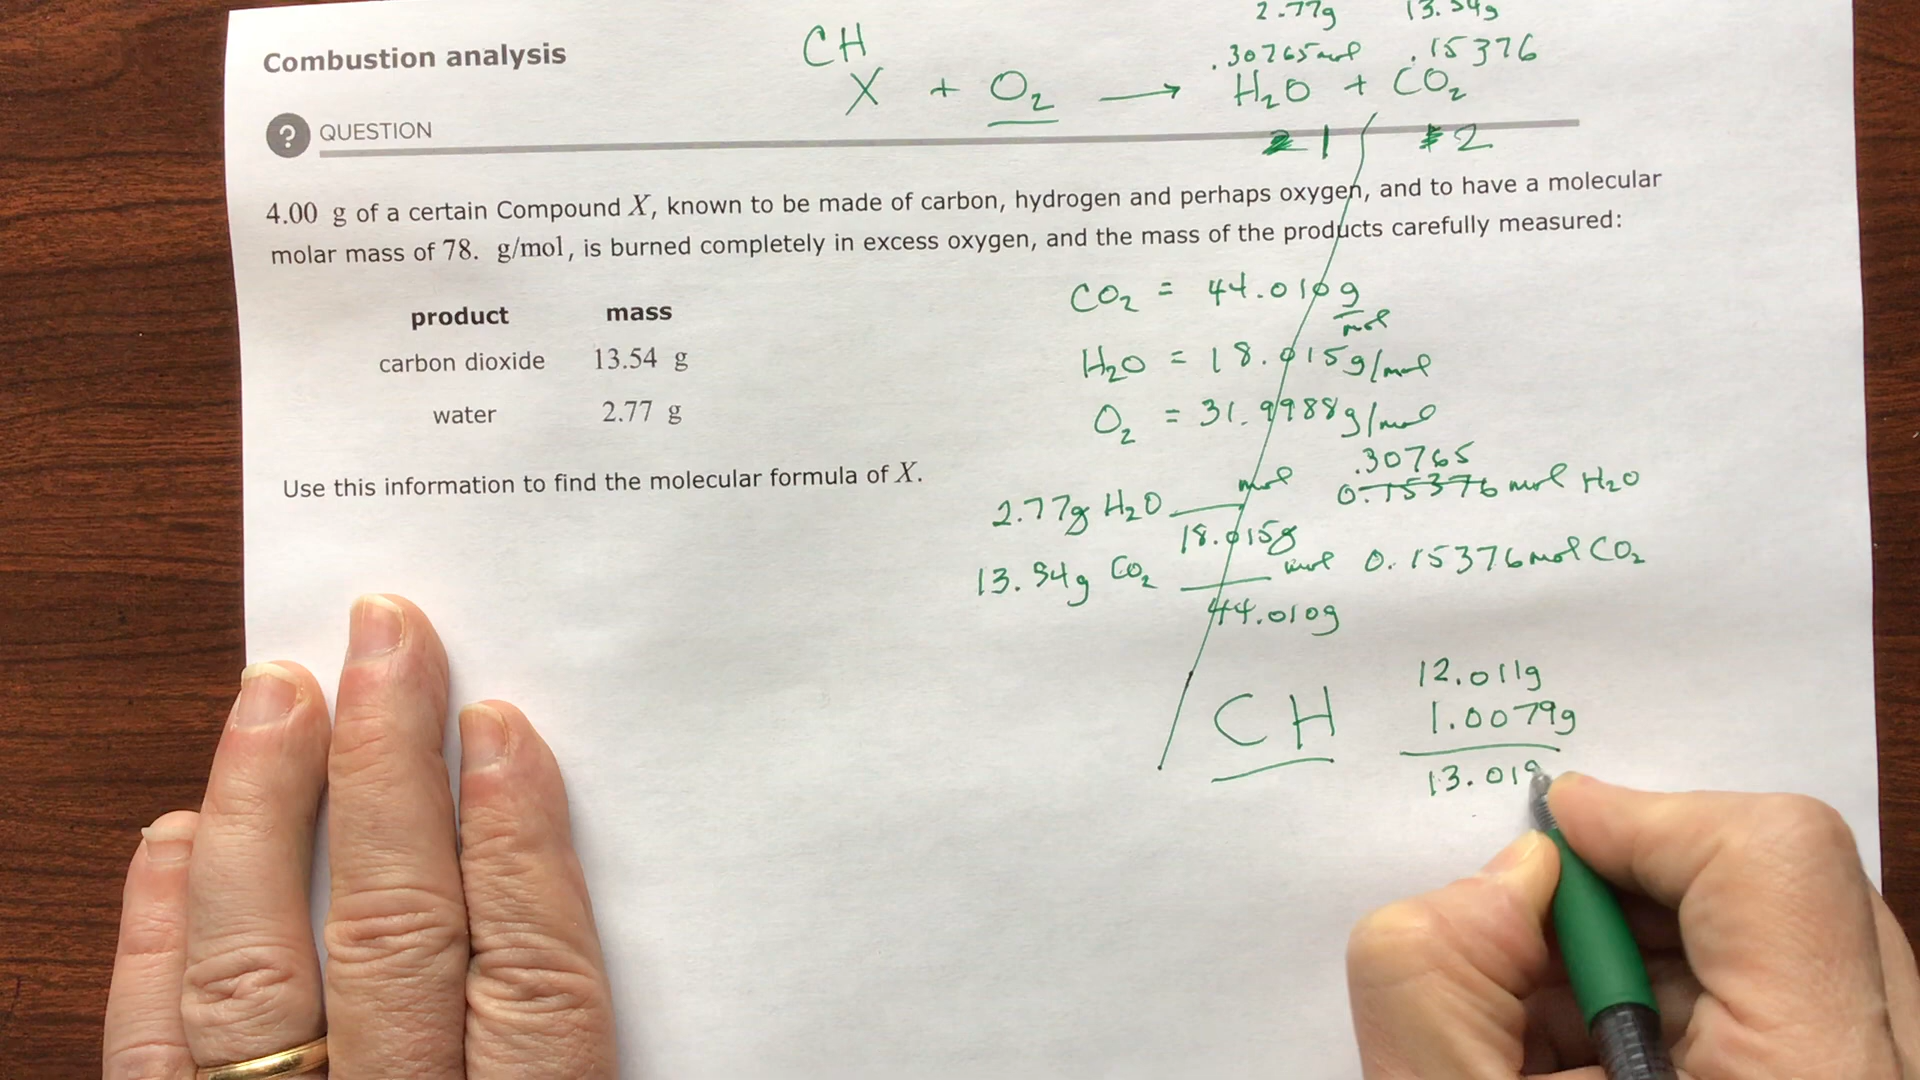 2.77g 13.54g
CH .30765mol .15376
Combustion analysis
X + O2 → H2O + CO2
? QUESTION
1 2
4.00 g of a certain Compound X, known to be made of carbon, hydrogen and perhaps oxygen, and to have a molecular
molar mass of 78. g/mol, is burned completely in excess oxygen, and the mass of the products carefully measured:
product mass
carbon dioxide 13.54 g
water 2.77 g
Use this information to find the molecular formula of X.
CO2 = 44.010 g/mol
H2O = 18.015g/mol
O2 = 31.9988g/mol
.30765
2.77g H2O mol 0.15376 mol H2O
18.015g
13.54g CO2 mol 0.15376mol CO2
44.010g
12.011g
CH 1.0079g
13.019